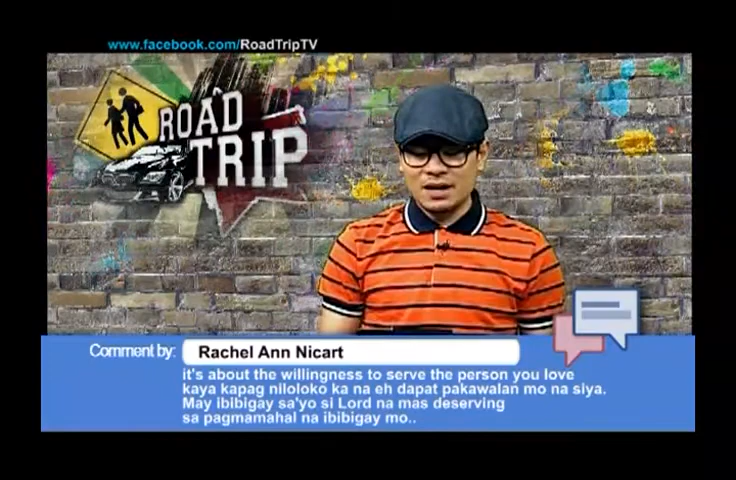 www.facebook.com/RoadTripTV
ROAD
TRIP
Comment by: Rachel Ann Nicart
it's about the willingness to serve the person you love
kaya kapag niloloko ka na eh dapat pakawalan mo na siya.
May ibibigay sa'yo si Lord na mas deserving
sa pagmamahal na ibibigay mo..